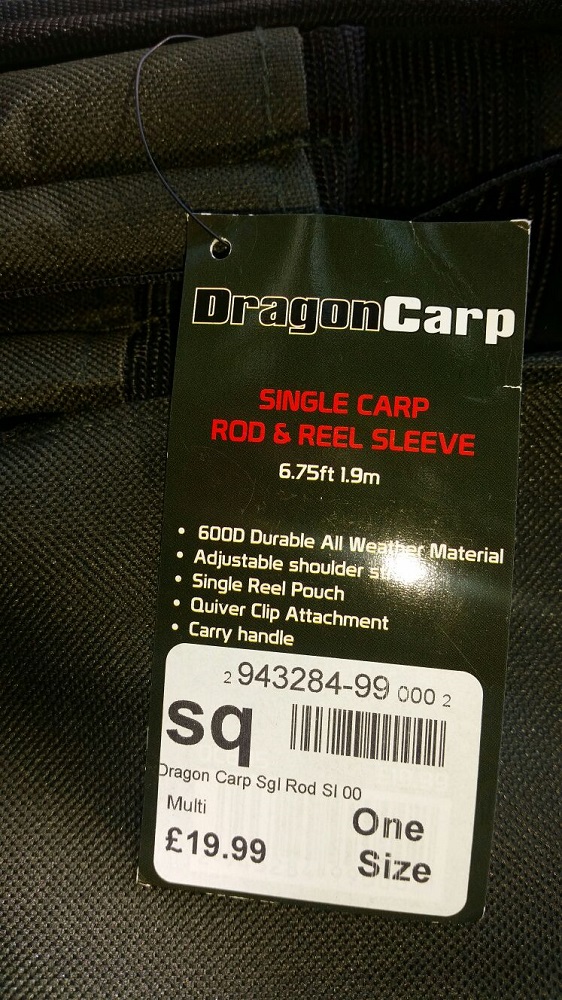 DragonCarp
SINGLE CARP
ROD & REEL SLEEVE
6.75ft 1.9m
• 600D Durable All Weather Material
• Adjustable shoulder
• Single Reel Pouch
• Quiver Clip Attachment
• Carry handle
2 943284-99 000 2
sq
Dragon Carp Sgl Rod Sl 00
Multi
One
£19.99
Size